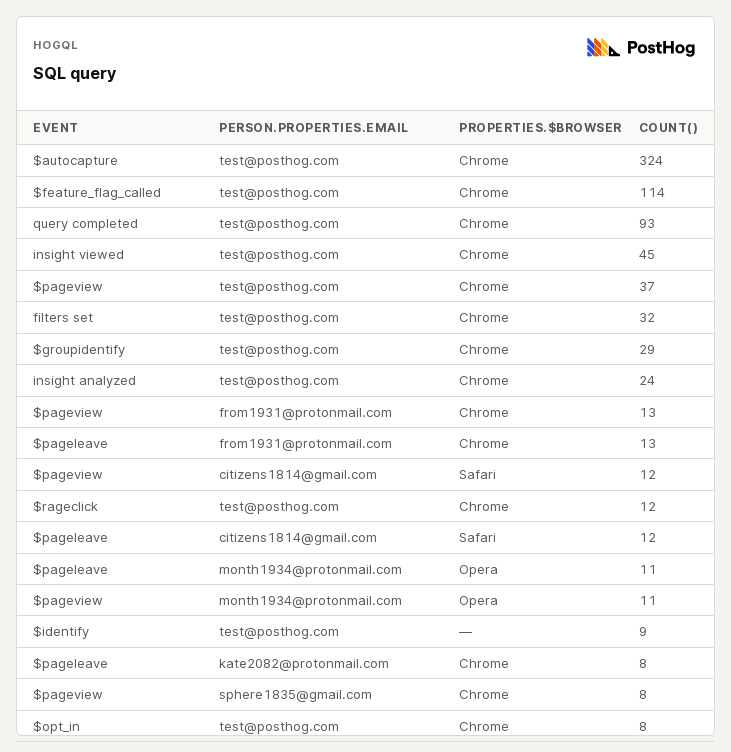 HOGQL
PostHog
SQL query
EVENT PERSON.PROPERTIES.EMAIL PROPERTIES.$BROWSER COUNT()
$autocapture test@posthog.com Chrome 324
$feature_flag_called test@posthog.com Chrome 114
query completed test@posthog.com Chrome 93
insight viewed test@posthog.com Chrome 45
$pageview test@posthog.com Chrome 37
filters set test@posthog.com Chrome 32
$groupidentify test@posthog.com Chrome 29
insight analyzed test@posthog.com Chrome 24
$pageview from1931@protonmail.com Chrome 13
$pageleave from1931@protonmail.com Chrome 13
$pageview citizens1814@gmail.com Safari 12
$rageclick test@posthog.com Chrome 12
$pageleave citizens1814@gmail.com Safari 12
$pageleave month1934@protonmail.com Opera 11
$pageview month1934@protonmail.com Opera 11
$identify test@posthog.com — 9
$pageleave kate2082@protonmail.com Chrome 8
$pageview sphere1835@gmail.com Chrome 8
$opt_in test@posthog.com Chrome 8